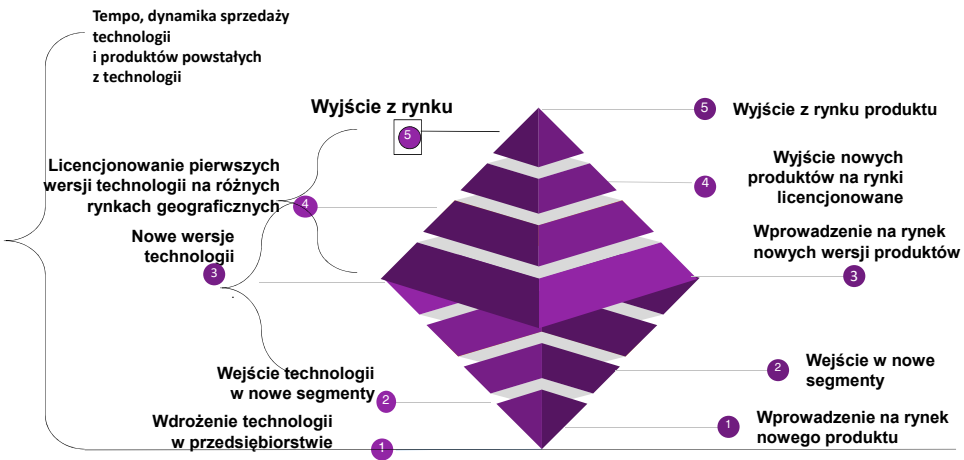 Tempo, dynamika sprzedaży
technologii
i produktów powstałych
z technologii
Wyjście z rynku
5
Licencjonowanie pierwszych
wersji technologii na różnych
rynkach geograficznych
4
Nowe wersje
technologii
3
.
Wejście technologii
w nowe segmenty
2
Wdrożenie technologii
w przedsiębiorstwie
1
5
Wyjście z rynku produktu
4
Wyjście nowych
produktów na rynki
licencjonowane
Wprowadzenie na rynek
nowych wersji produktów
3
2
Wejście w nowe
segmenty
1
Wprowadzenie na rynek
nowego produktu